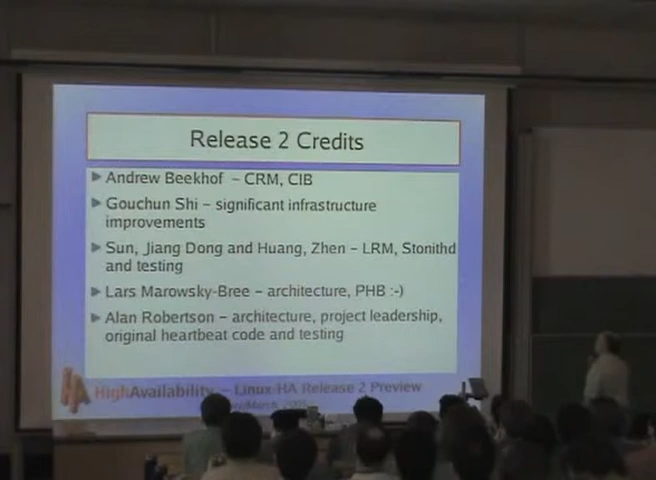 Release 2 Credits
Andrew Beekhof – CRM, CIB
Gouchun Shi – significant infrastructure
improvements
Sun, Jiang Dong and Huang, Zhen – LRM, Stonithd
and testing
Lars Marowsky-Bree – architecture, PHB :-)
Alan Robertson – architecture, project leadership,
original heartbeat code and testing
HA HighAvailability – Linux-HA Release 2 Preview